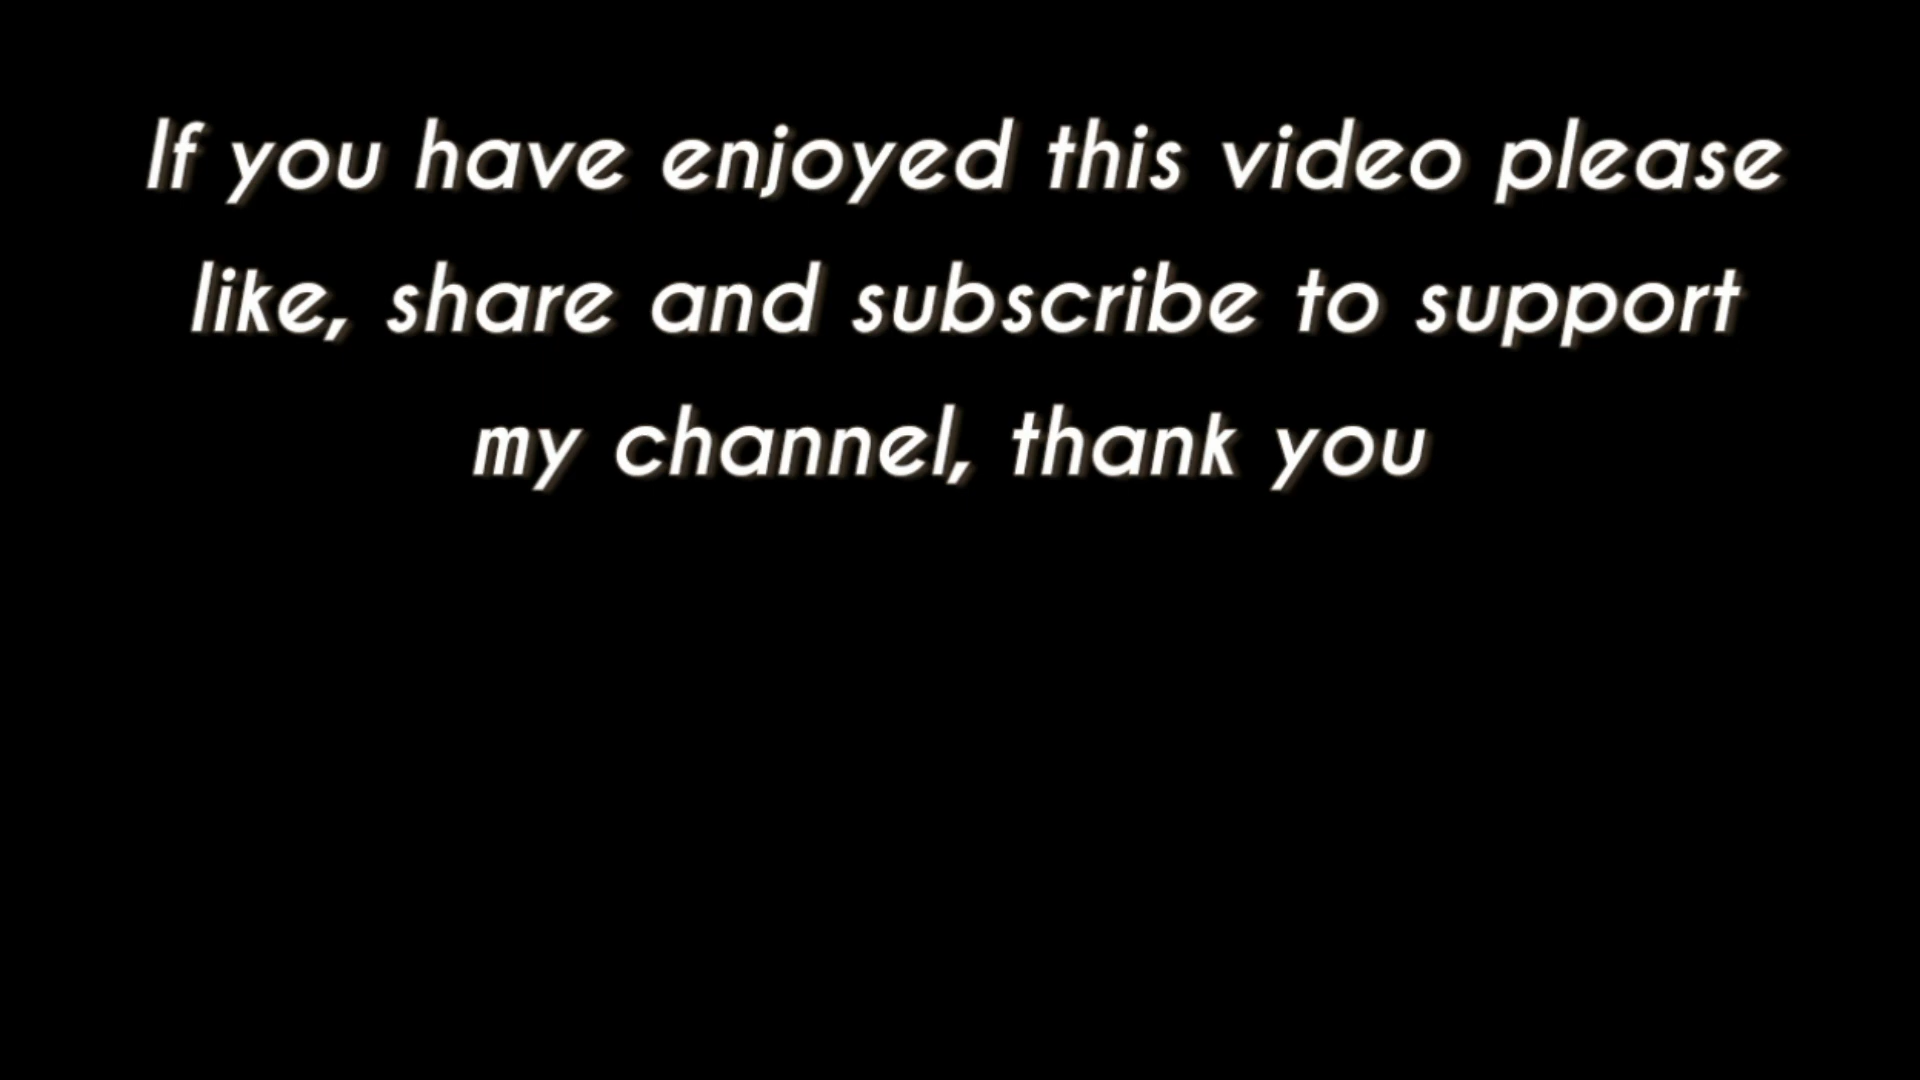 If you have enjoyed this video please
like, share and subscribe to support
my channel, thank you